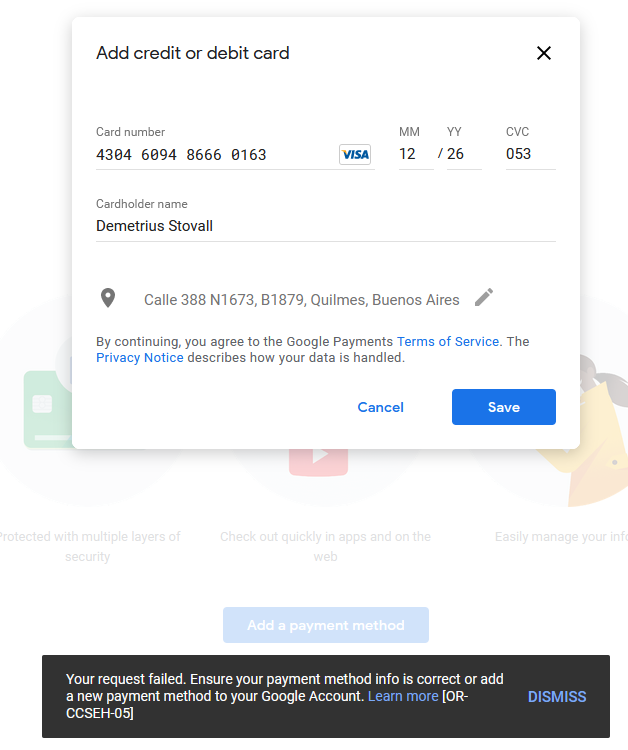 Add credit or debit card
Card number
MM
YY
CVC
4304 6094 8666 0163
VISA
12
/ 26
053
Cardholder name
Demetrius Stovall
Calle 388 N1673, B1879, Quilmes, Buenos Aires
By continuing, you agree to the Google Payments Terms of Service. The
Privacy Notice describes how your data is handled.
Cancel
Save
Protected with multiple layers of
security
Check out quickly in apps and on the
web
Easily manage your info
Add a payment method
Your request failed. Ensure your payment method info is correct or add
a new payment method to your Google Account. Learn more [OR-
CCSEH-05]
DISMISS